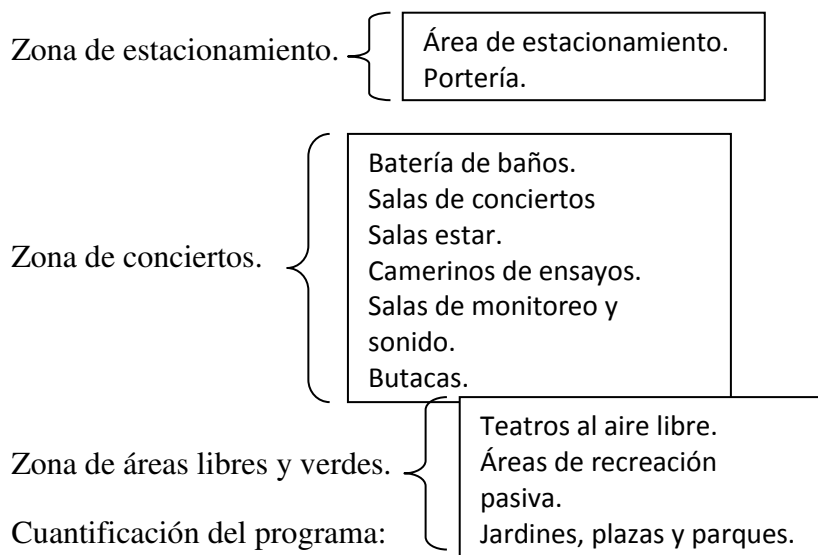 Zona de estacionamiento.
Área de estacionamiento.
Portería.
Zona de conciertos.
Batería de baños.
Salas de conciertos
Salas estar.
Camerinos de ensayos.
Salas de monitoreo y
sonido.
Butacas.
Zona de áreas libres y verdes.
Teatros al aire libre.
Áreas de recreación
pasiva.
Jardines, plazas y parques.
Cuantificación del programa: